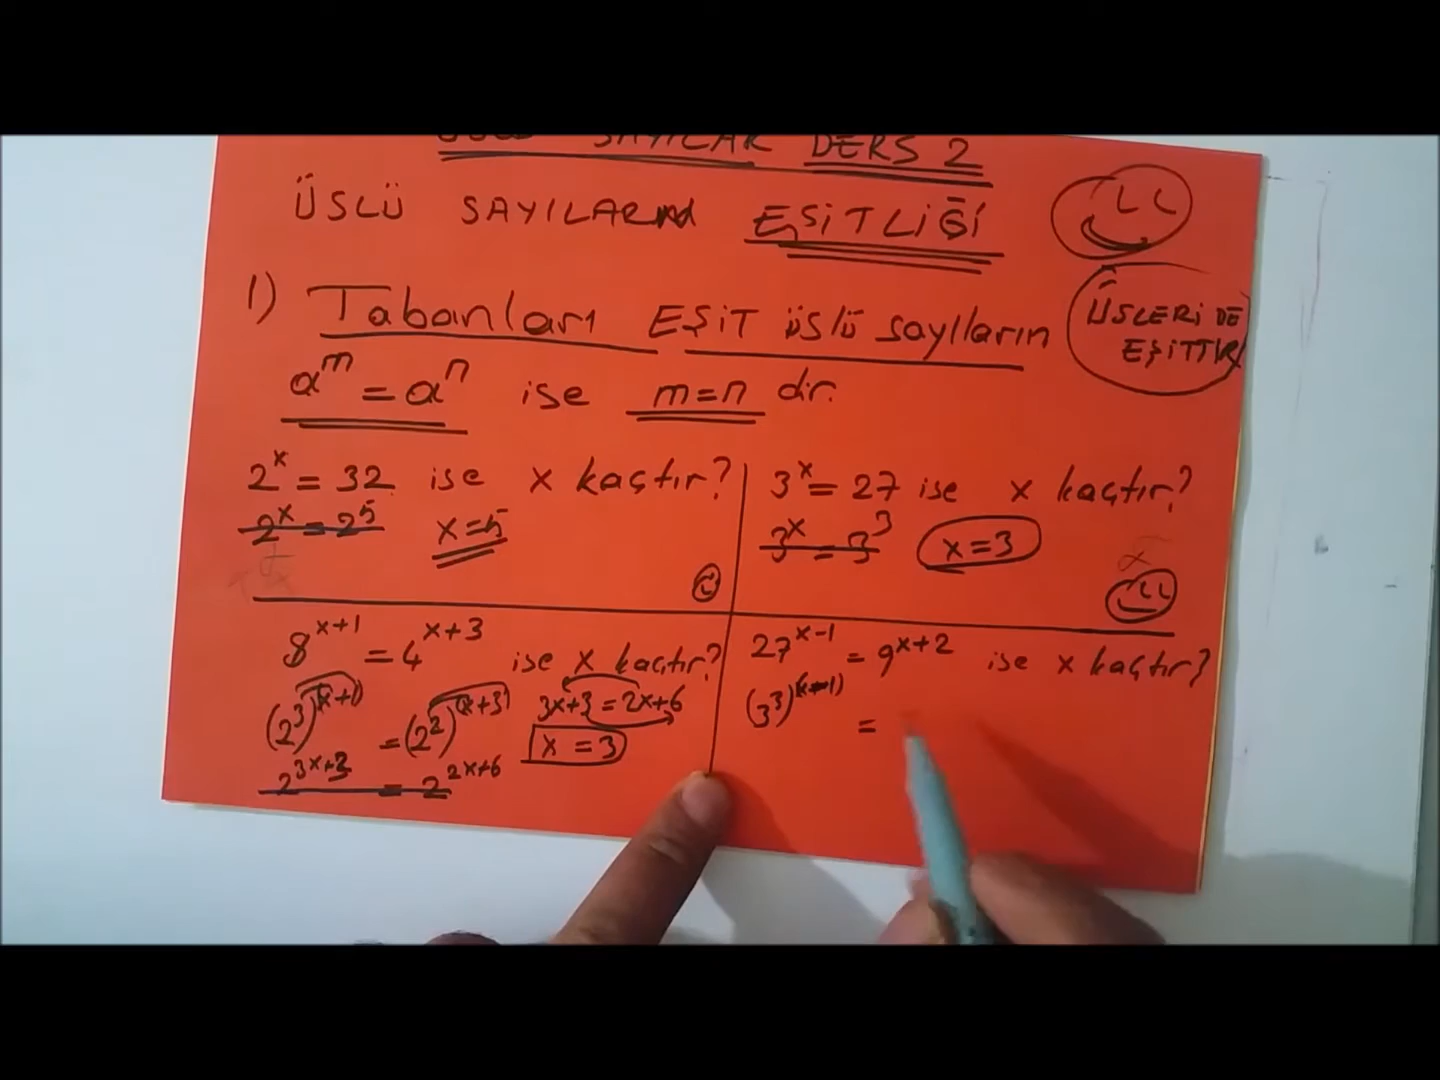 SAYILAR DERS 2
ÜSLÜ SAYILARIN EŞİTLİĞİ
1) Tabanları EŞİT üslü sayıların
ÜSLERİ DE
EŞİTTİR
a^m = a^n ise m=n dir.
2^x = 32 ise x kaçtır?
2^x = 2^5 x=5
3^x = 27 ise x kaçtır?
3^x = 3^3 x=3
8^(x+1) = 4^(x+3) ise x kaçtır?
(2^3)^(x+1) = (2^2)^(x+3) 3x+3=2x+6
2^(3x+3) = 2^(2x+6) x = 3
27^(x-1) = 9^(x+2) ise x kaçtır?
(3^3)^(x-1) =